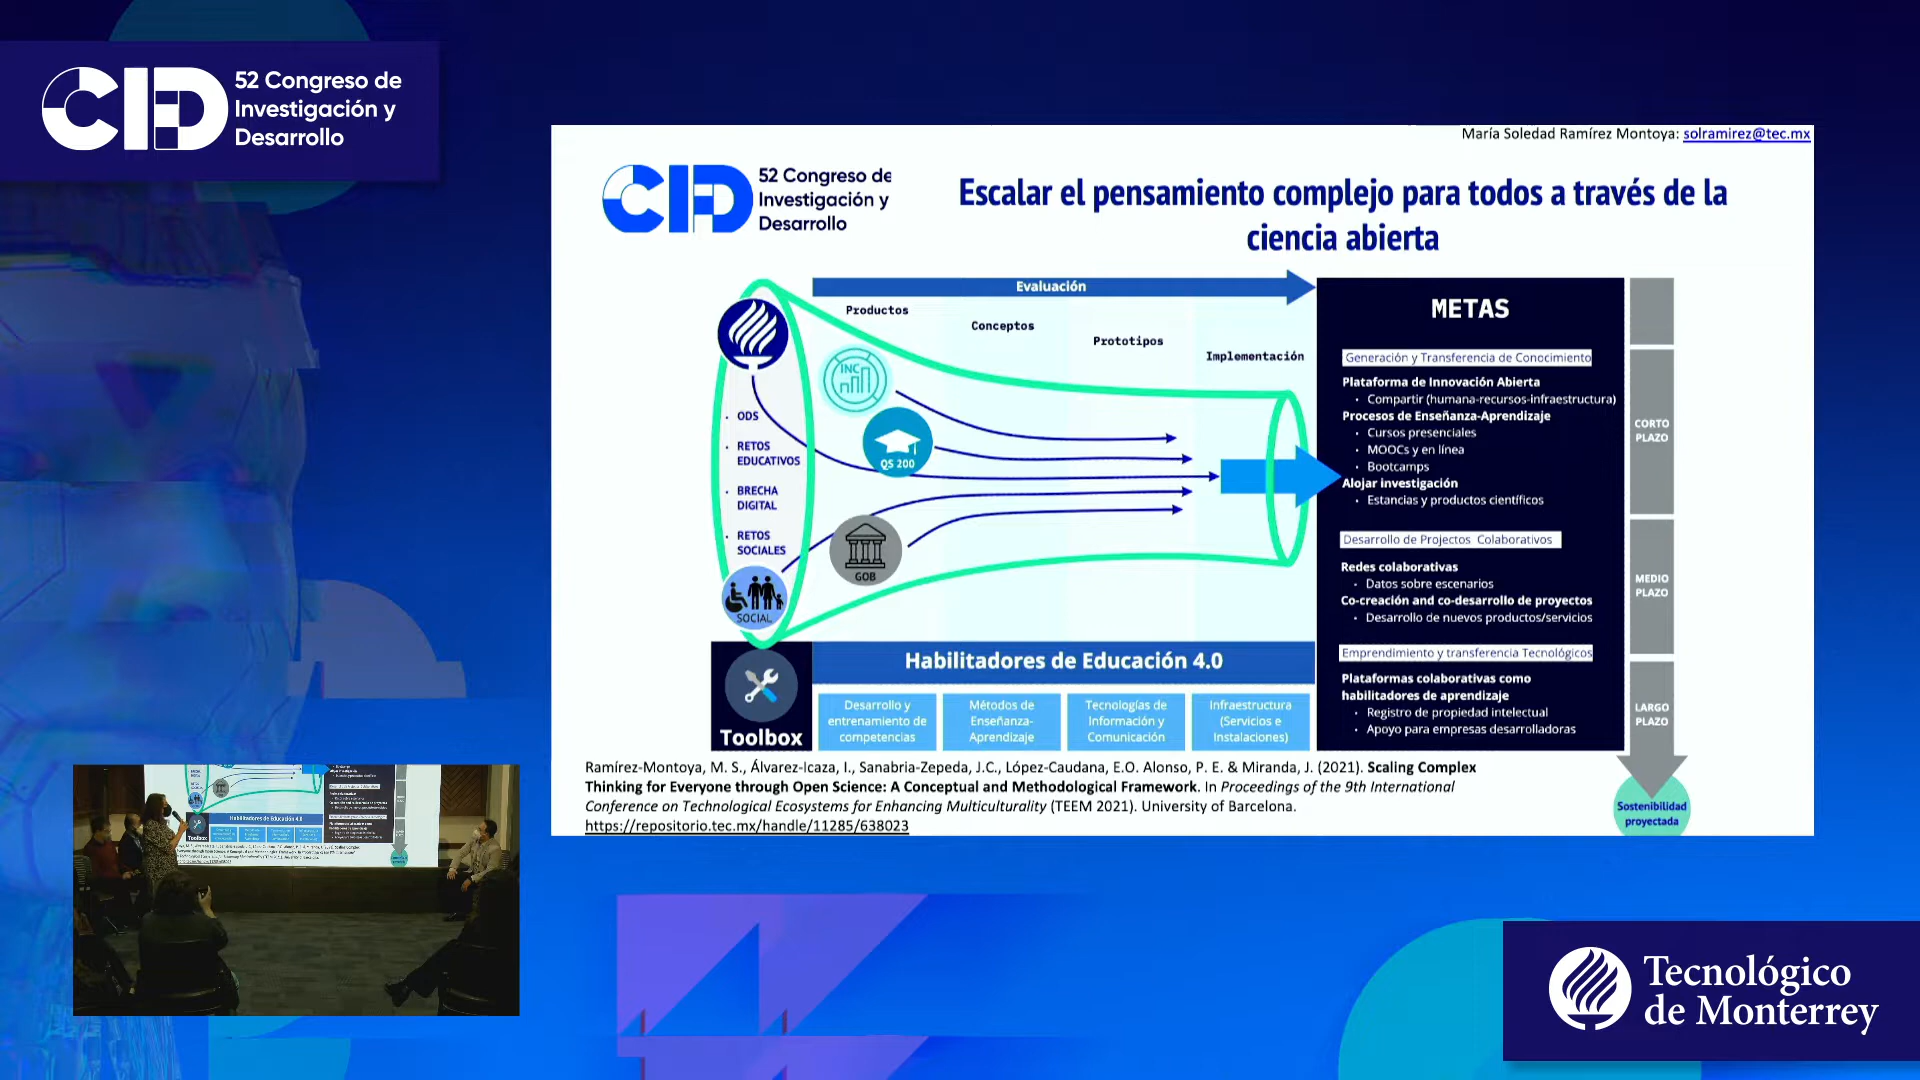 CID
52 Congreso de
Investigación y
Desarrollo
María Soledad Ramírez Montoya: solramirez@tec.mx
CID
52 Congreso de
Investigación y
Desarrollo
Escalar el pensamiento complejo para todos a través de la
ciencia abierta
Evaluación
Productos
Conceptos
Prototipos
Implementación
INC
QS 200
GOB
SOCIAL
· ODS
· RETOS
EDUCATIVOS
· BRECHA
DIGITAL
· RETOS
SOCIALES
Toolbox
Habilitadores de Educación 4.0
Desarrollo y
entrenamiento de
competencias
Métodos de
Enseñanza-
Aprendizaje
Tecnologías de
Información y
Comunicación
Infraestructura
(Servicios e
Instalaciones)
METAS
Generación y Transferencia de Conocimiento
Plataforma de Innovación Abierta
• Compartir (humana-recursos-infraestructura)
Procesos de Enseñanza-Aprendizaje
• Cursos presenciales
• MOOCs y en línea
• Bootcamps
Alojar investigación
• Estancias y productos científicos
Desarrollo de Projectos Colaborativos
Redes colaborativas
• Datos sobre escenarios
Co-creación and co-desarrollo de proyectos
• Desarrollo de nuevos productos/servicios
Emprendimiento y transferencia Tecnológicos
Plataformas colaborativas como
habilitadores de aprendizaje
• Registro de propiedad intelectual
• Apoyo para empresas desarrolladoras
CORTO
PLAZO
MEDIO
PLAZO
LARGO
PLAZO
Sostenibilidad
proyectada
Ramírez-Montoya, M. S., Álvarez-Icaza, I., Sanabria-Zepeda, J.C., López-Caudana, E.O. Alonso, P. E. & Miranda, J. (2021). Scaling Complex
Thinking for Everyone through Open Science: A Conceptual and Methodological Framework. In Proceedings of the 9th International
Conference on Technological Ecosystems for Enhancing Multiculturality (TEEM 2021). University of Barcelona.
https://repositorio.tec.mx/handle/11285/638023
Toolbox
Habilitadores de Educación 4.0
Tecnológico
de Monterrey